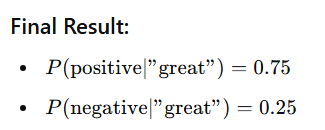 Final Result:
• P(positive|”great”) = 0.75
• P(negative|”great”) = 0.25